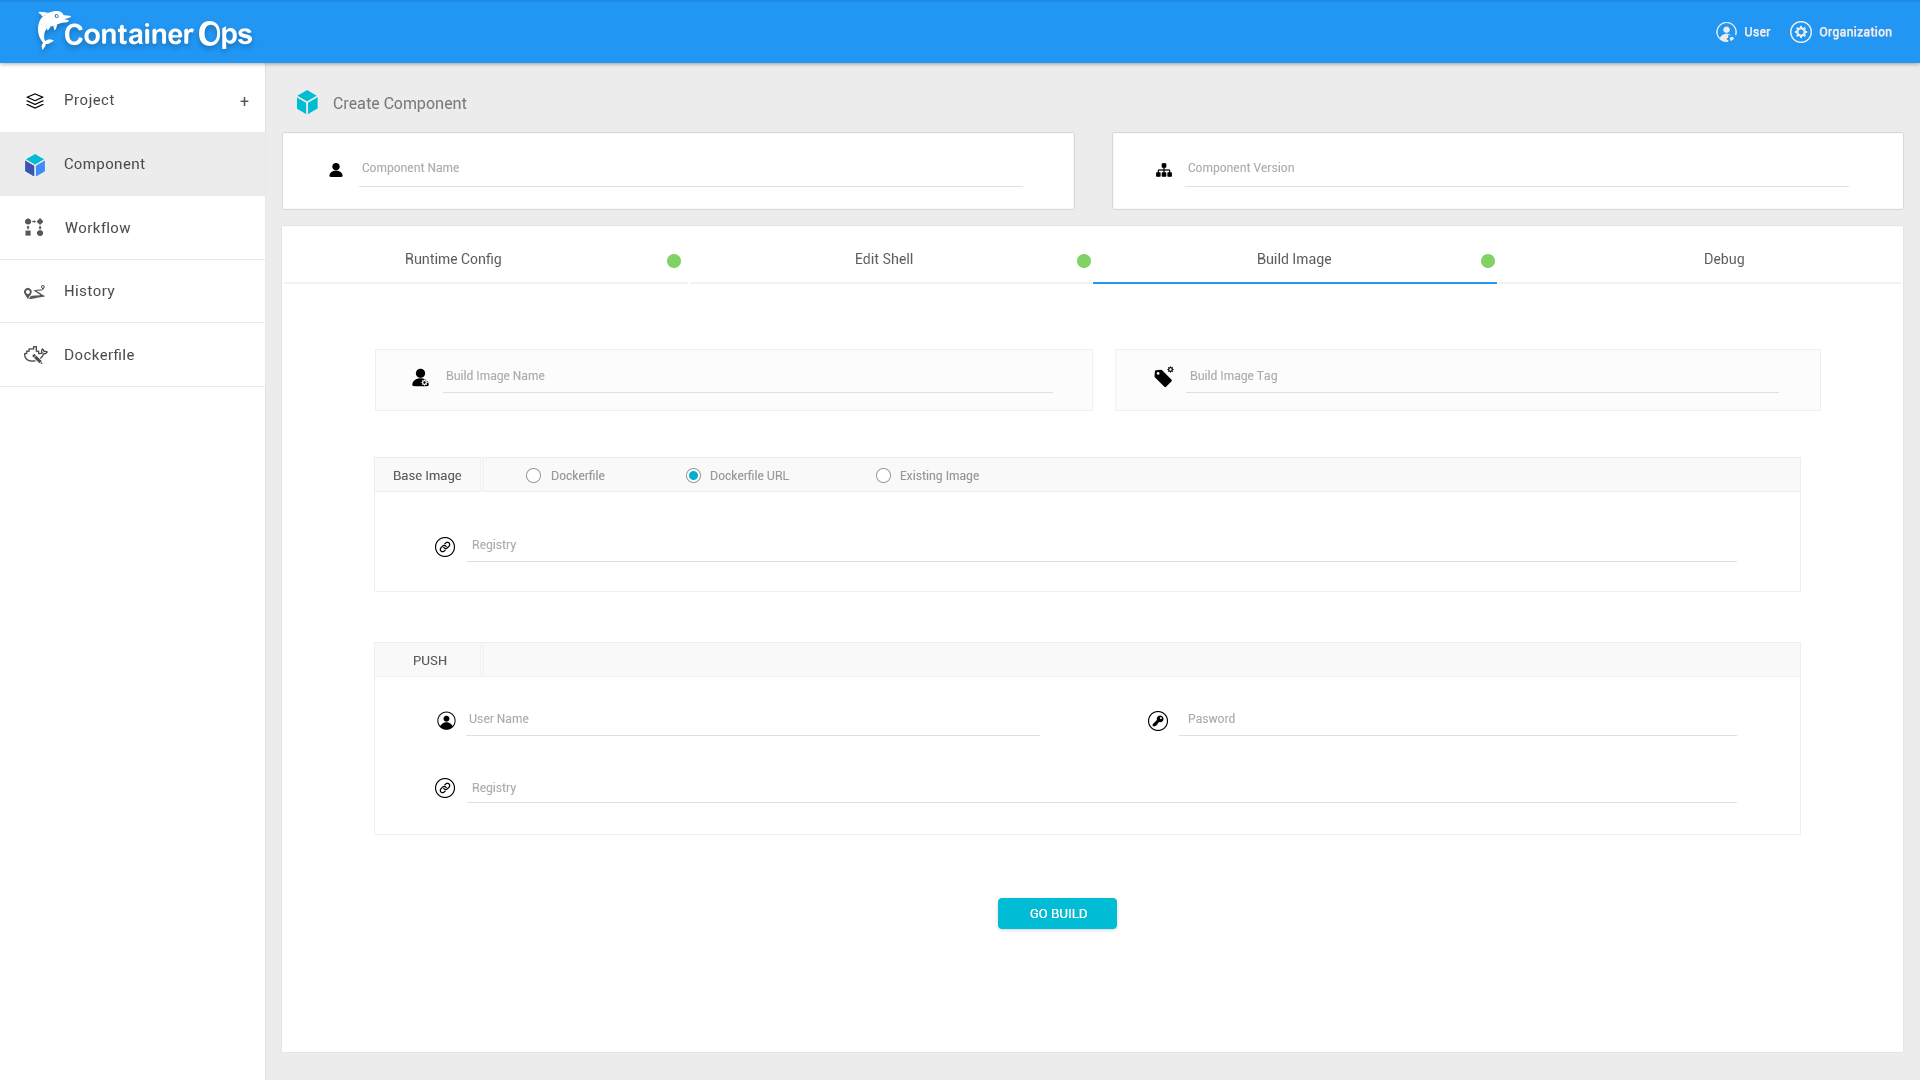 Container Ops
User
Organization
Project +
Component
Workflow
History
Dockerfile
Create Component
Component Name
Component Version
Runtime Config
Edit Shell
Build Image
Debug
Build Image Name
Build Image Tag
Base Image
Dockerfile
Dockerfile URL
Existing Image
Registry
PUSH
User Name
Pasword
Registry
GO BUILD